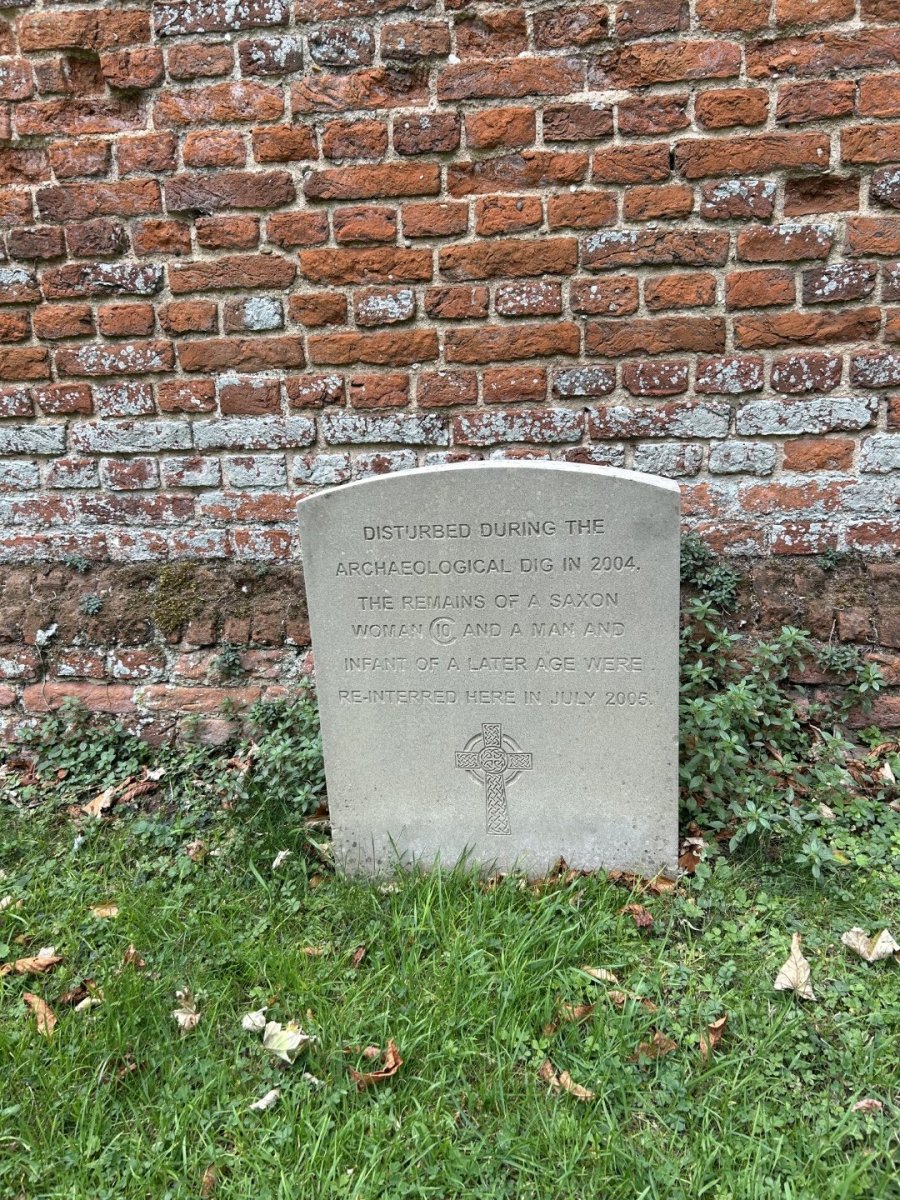 DISTURBED DURING THE
ARCHAEOLOGICAL DIG IN 2004.
THE REMAINS OF A SAXON
WOMAN 10C AND A MAN AND
INFANT OF A LATER AGE WERE
RE-INTERRED HERE IN JULY 2005.